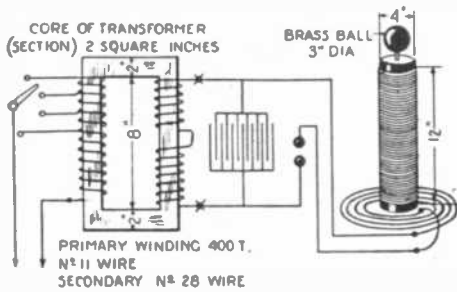 CORE OF TRANSFORMER
(SECTION) 2 SQUARE INCHES
BRASS BALL
3" DIA
4"
2"
8"
2"
12"
PRIMARY WINDING 400 T.
Nº 11 WIRE
SECONDARY Nº 28 WIRE